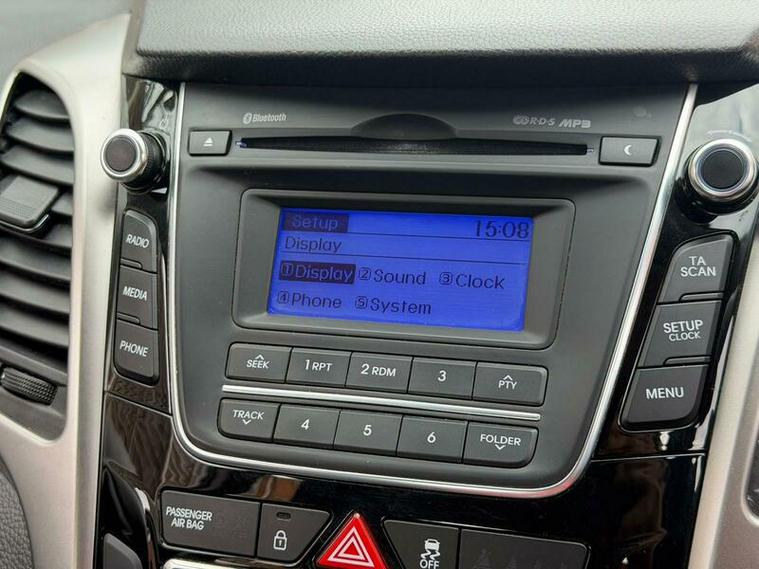 Bluetooth
R·D·S MP3
Setup 15:08
Display
1Display 2Sound 3Clock
4Phone 5System
RADIO
MEDIA
PHONE
TA
SCAN
SETUP
CLOCK
MENU
SEEK 1 RPT 2 RDM 3 PTY
TRACK 4 5 6 FOLDER
PASSENGER
AIR BAG
OFF